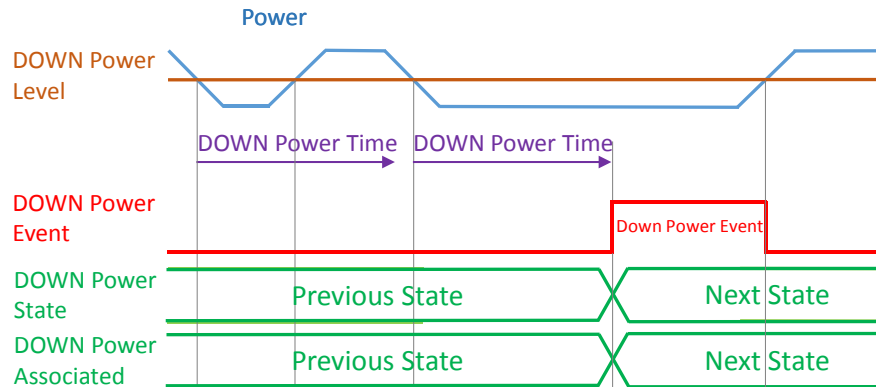 Power
DOWN Power
Level
DOWN Power Time
DOWN Power Time
DOWN Power
Event
Down Power Event
DOWN Power
State
Previous State
Next State
DOWN Power
Associated
Previous State
Next State